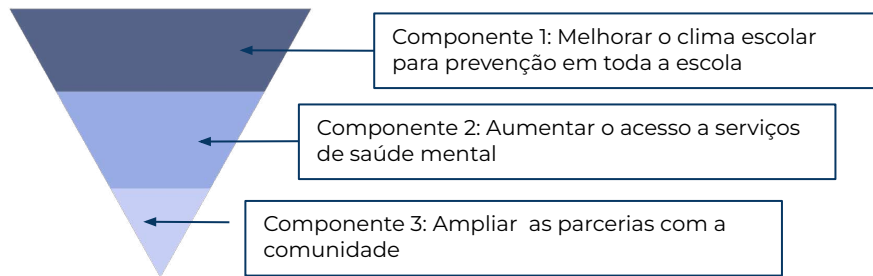 Componente 1: Melhorar o clima escolar
para prevenção em toda a escola
Componente 2: Aumentar o acesso a serviços
de saúde mental
Componente 3: Ampliar  as parcerias com a
comunidade